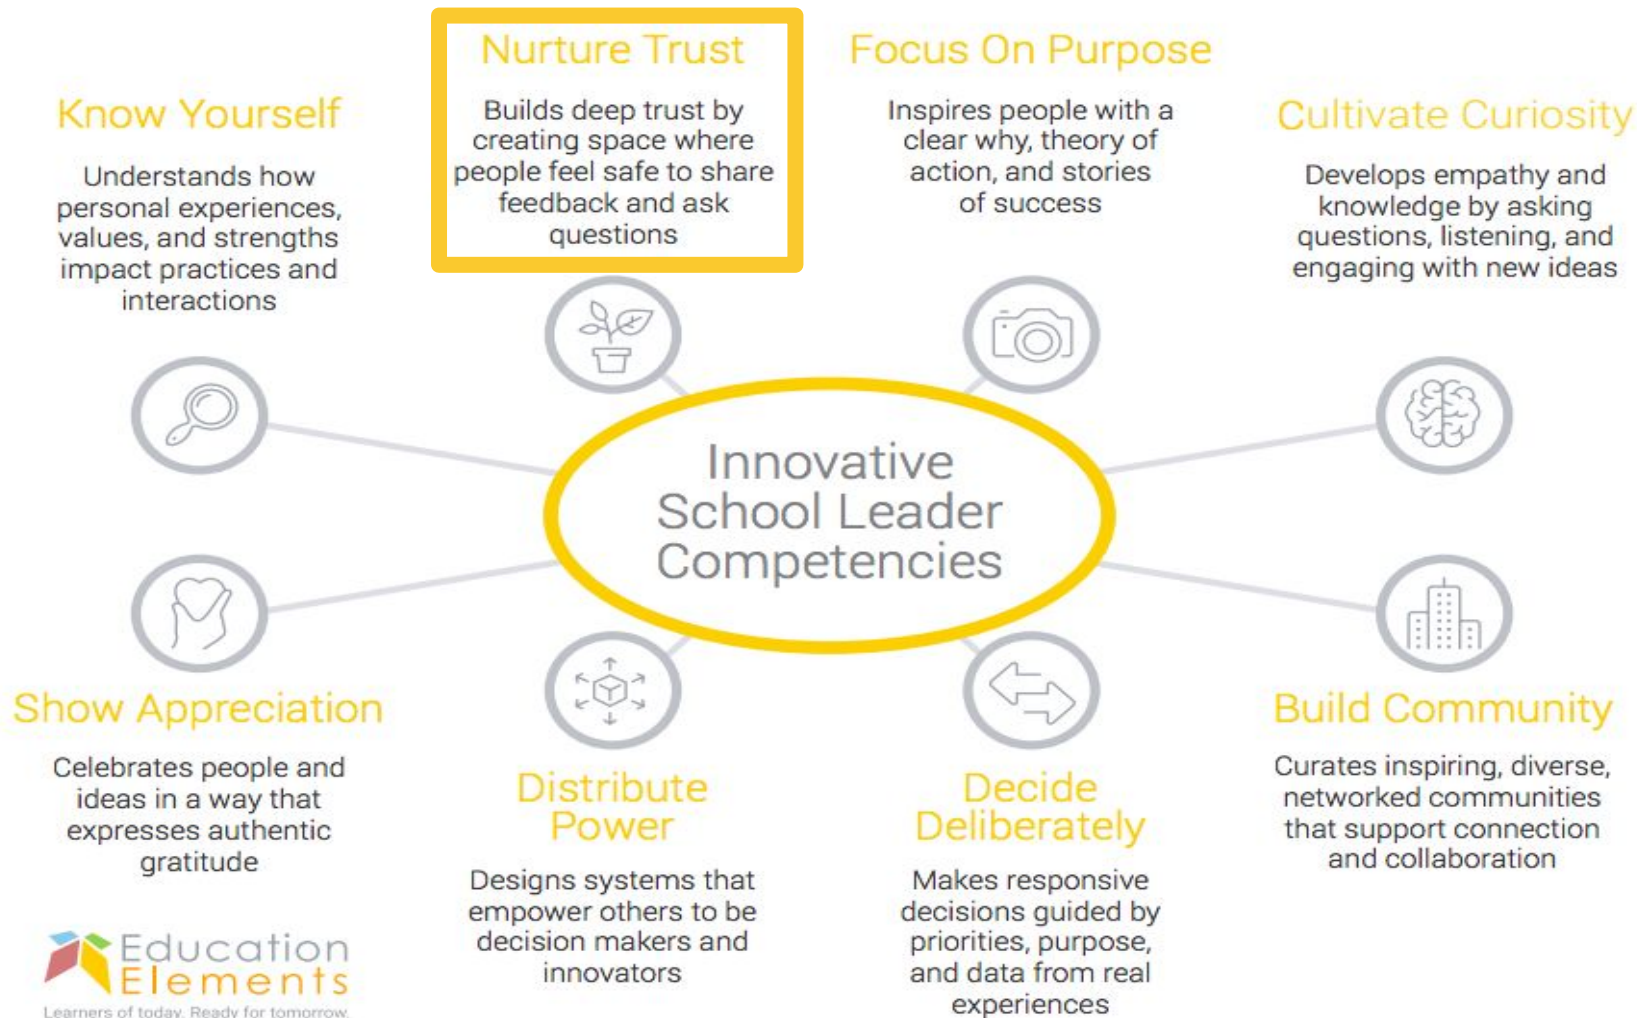 Nurture Trust
Builds deep trust by
creating space where
people feel safe to share
feedback and ask
questions
Focus On Purpose
Inspires people with a
clear why, theory of
action, and stories
of success
Know Yourself
Understands how
personal experiences,
values, and strengths
impact practices and
interactions
Cultivate Curiosity
Develops empathy and
knowledge by asking
questions, listening, and
engaging with new ideas
Innovative
School Leader
Competencies
Show Appreciation
Celebrates people and
ideas in a way that
expresses authentic
gratitude
Distribute
Power
Designs systems that
empower others to be
decision makers and
innovators
Decide
Deliberately
Makes responsive
decisions guided by
priorities, purpose,
and data from real
experiences
Build Community
Curates inspiring, diverse,
networked communities
that support connection
and collaboration
Education
Elements
Learners of today. Ready for tomorrow.